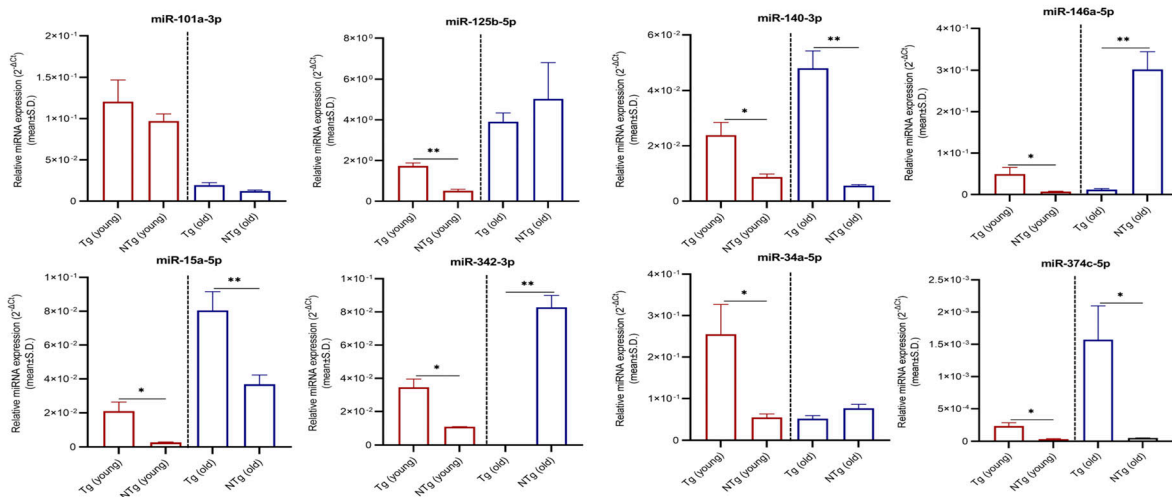 miR-101a-3p
Relative miRNA expression (2^-ΔCt)
(mean±S.D.)
1.5×10⁻¹
1×10⁻¹
5×10⁻²
0
Tg (young)
NTg (young)
Tg (old)
NTg (old)
miR-125b-5p
Relative miRNA expression (2^-ΔCt)
(mean±S.D.)
8×10⁰
6×10⁰
4×10⁰
2×10⁰
0
**
Tg (young)
NTg (young)
Tg (old)
NTg (old)
miR-140-3p
Relative miRNA expression (2^-ΔCt)
(mean±S.D.)
6×10⁻²
4×10⁻²
2×10⁻²
0
*
**
Tg (young)
NTg (young)
Tg (old)
NTg (old)
miR-146a-5p
Relative miRNA expression (2^-ΔCt)
(mean±S.D.)
4×10⁻¹
3×10⁻¹
2×10⁻¹
1×10⁻¹
0
*
**
Tg (young)
NTg (young)
Tg (old)
NTg (old)
miR-15a-5p
Relative miRNA expression (2^-ΔCt)
(mean±S.D.)
1×10⁻¹
8×10⁻²
6×10⁻²
4×10⁻²
2×10⁻²
0
*
**
Tg (young)
NTg (young)
Tg (old)
NTg (old)
miR-342-3p
Relative miRNA expression (2^-ΔCt)
(mean±S.D.)
1×10⁻¹
8×10⁻²
6×10⁻²
4×10⁻²
2×10⁻²
0
*
**
Tg (young)
NTg (young)
Tg (old)
NTg (old)
miR-34a-5p
Relative miRNA expression (2^-ΔCt)
(mean±S.D.)
4×10⁻¹
3×10⁻¹
2×10⁻¹
1×10⁻¹
0
*
Tg (young)
NTg (young)
Tg (old)
NTg (old)
miR-374c-5p
Relative miRNA expression (2^-ΔCt)
(mean±S.D.)
2.5×10⁻³
2×10⁻³
1.5×10⁻³
1×10⁻³
5×10⁻⁴
0
*
*
Tg (young)
NTg (young)
Tg (old)
NTg (old)